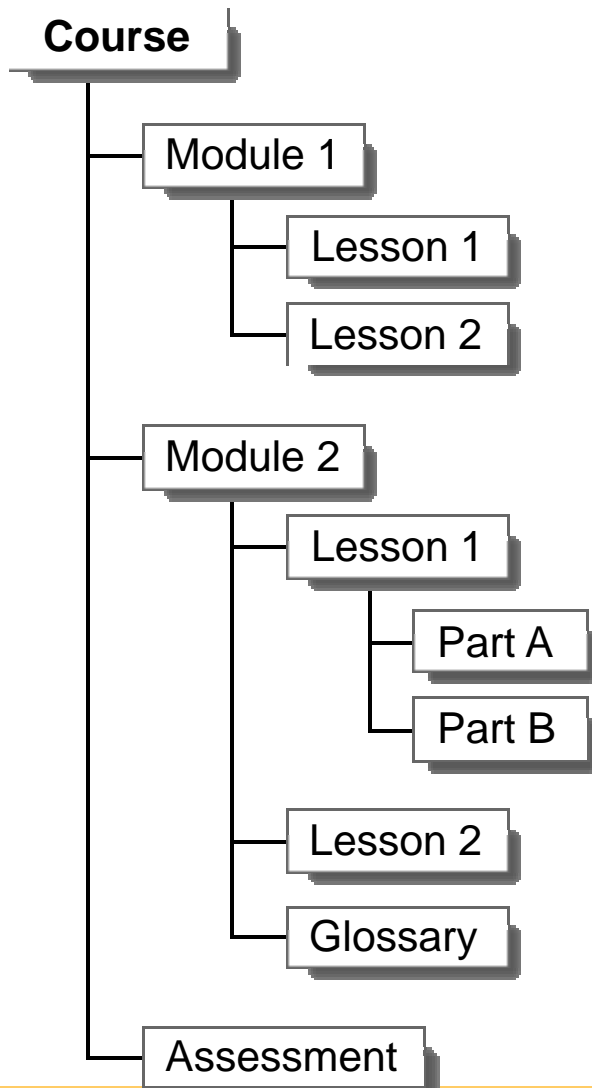 Course
Module 1
Lesson 1
Lesson 2
Module 2
Lesson 1
Part A
Part B
Lesson 2
Glossary
Assessment